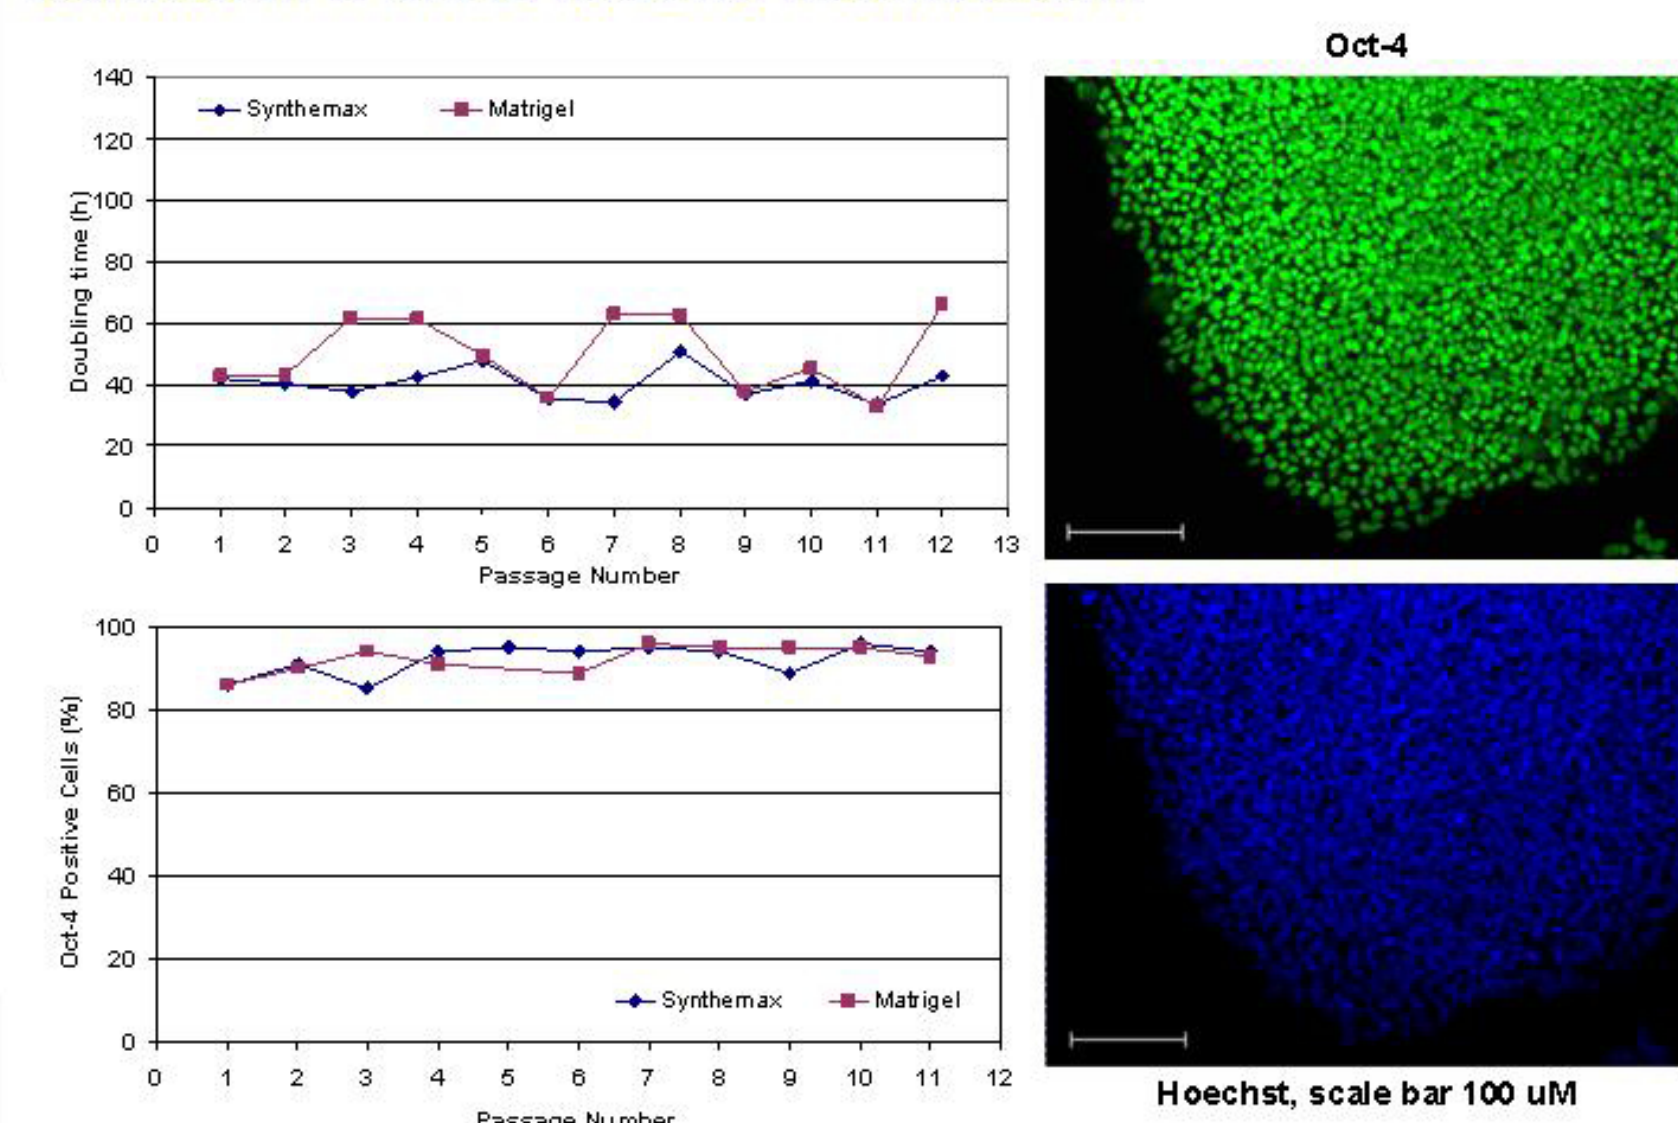 Oct-4
140
120
100
80
60
40
20
0
Synthemax
Matrigel
Doubling time (h)
0 1 2 3 4 5 6 7 8 9 10 11 12 13
Passage Number
100
80
60
40
20
0
Oct-4 Positive Cells (%)
Synthemax
Matrigel
0 1 2 3 4 5 6 7 8 9 10 11 12
Passage Number
Hoechst, scale bar 100 uM